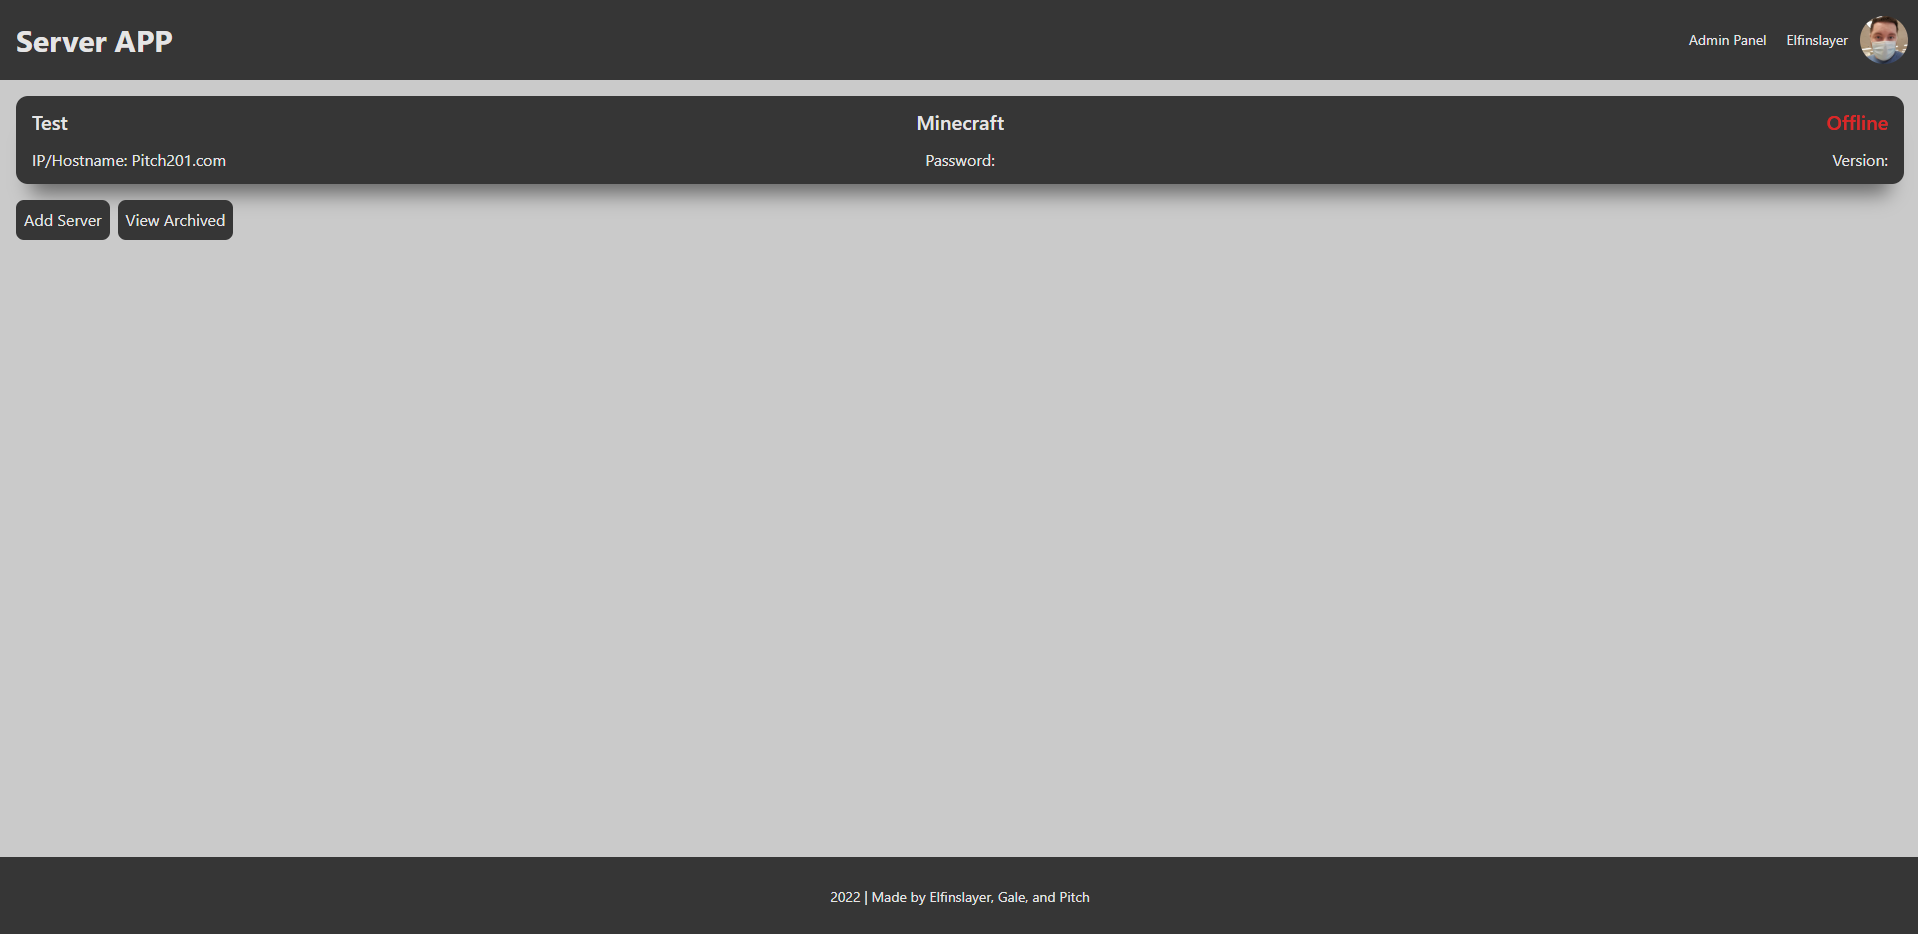 Server APP
Admin Panel Elfinslayer
Test Minecraft Offline
IP/Hostname: Pitch201.com Password: Version:
Add Server View Archived
2022 | Made by Elfinslayer, Gale, and Pitch